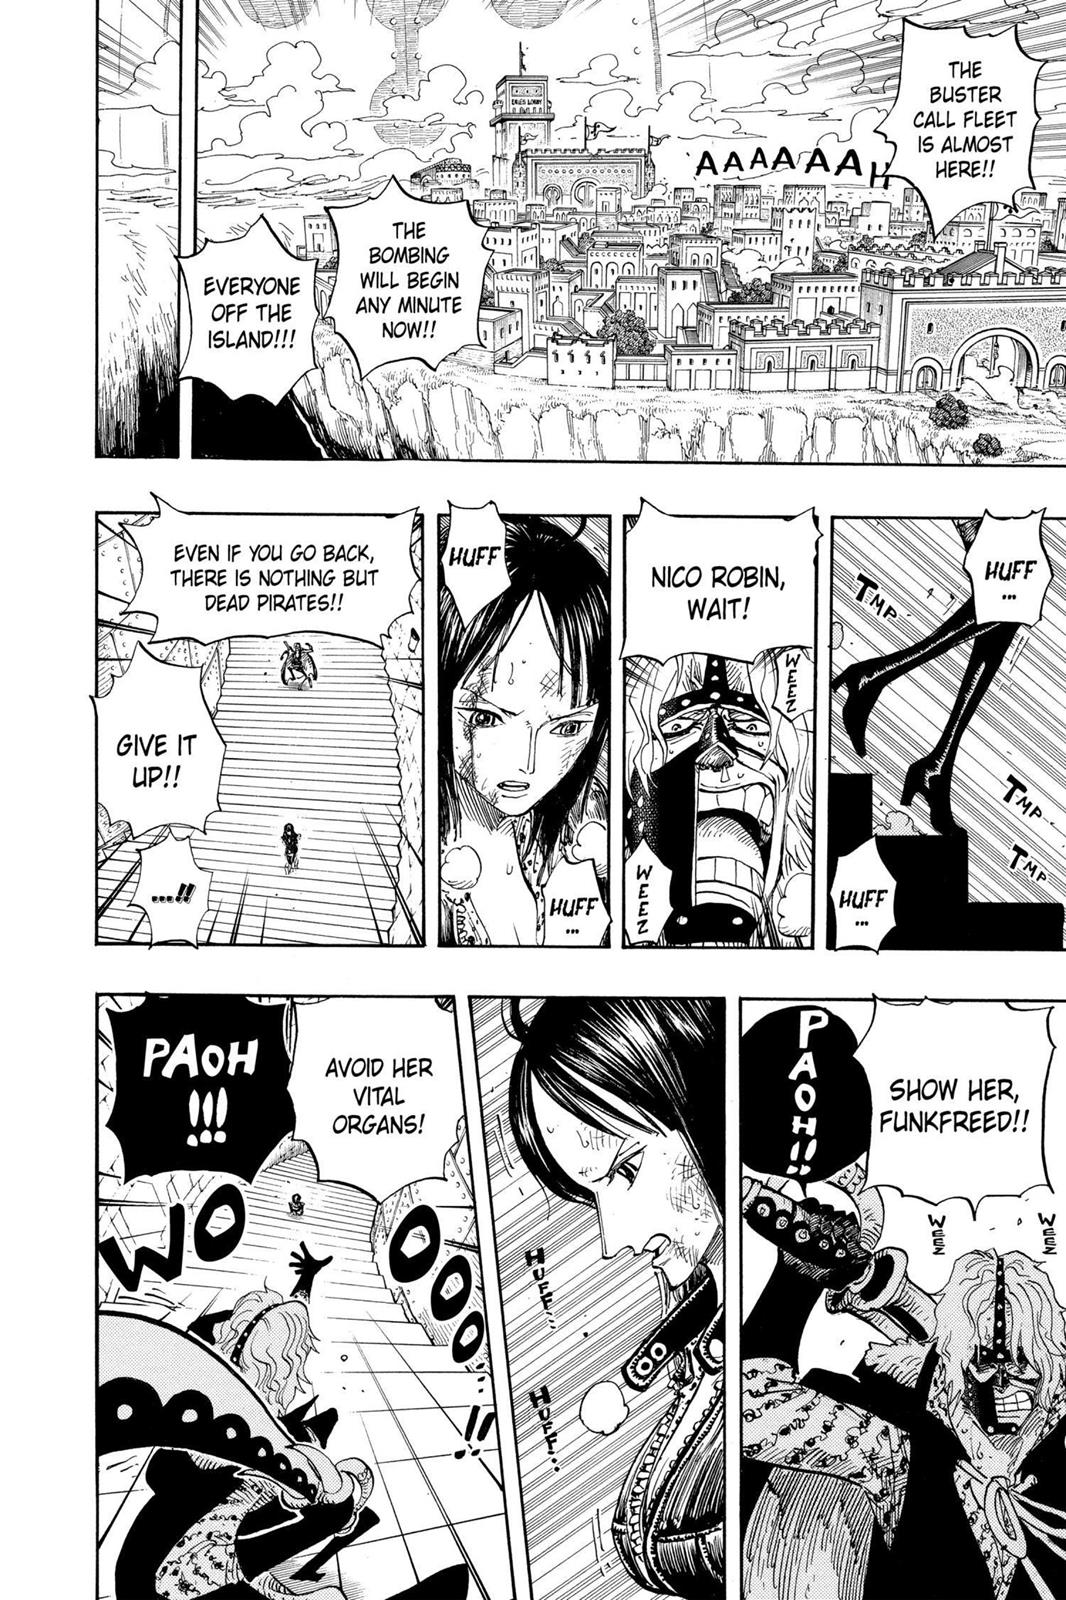 THE
BUSTER
CALL FLEET
IS ALMOST
HERE!!
AAAAAAH
ENIES LOBBY
THE
BOMBING
WILL BEGIN
ANY MINUTE
NOW!!
EVERYONE
OFF THE
ISLAND!!!
HUFF
...
TMP
TMP
TMP
HUFF
...
NICO ROBIN,
WAIT!
WEEZ
WEEZ
HUFF
HUFF
...
EVEN IF YOU GO BACK,
THERE IS NOTHING BUT
DEAD PIRATES!!
GIVE IT
UP!!
...!!
SHOW HER,
FUNKFREED!!
PAOH!!
WEEZ
WEEZ
HUFF...
HUFF...
AVOID HER
VITAL
ORGANS!
PAOH
!!!
WOOOOO
!!